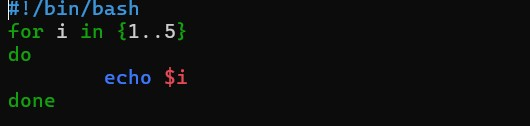 #!/bin/bash
for i in {1..5}
do
        echo $i
done